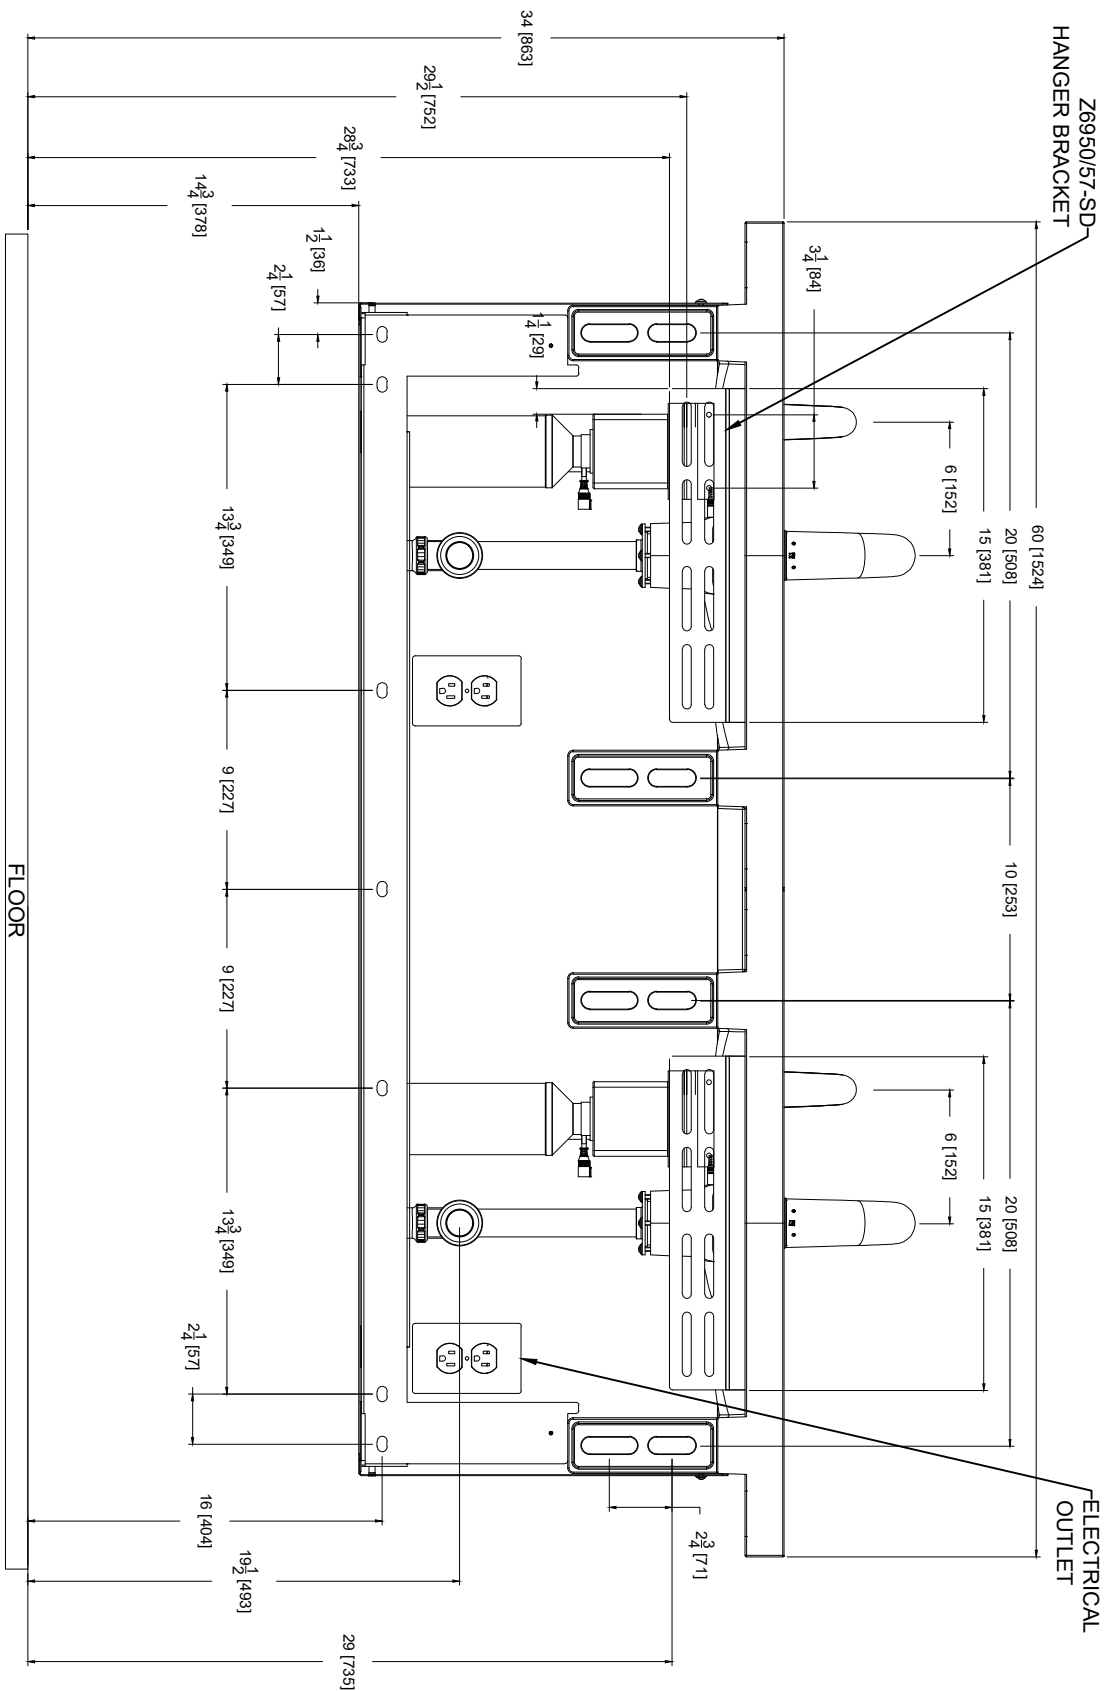 Z6950/57-SD
HANGER BRACKET
ELECTRICAL
OUTLET
60 [1524]
20 [508]
10 [253]
20 [508]
15 [381]
15 [381]
6 [152]
6 [152]
3 1/4 [84]
34 [863]
29 1/2 [752]
28 3/4 [733]
14 3/4 [378]
1 1/2 [36]
2 1/4 [57]
1 1/4 [29]
2 3/4 [71]
13 3/4 [349]
9 [227]
9 [227]
13 3/4 [349]
2 1/4 [57]
16 [404]
19 1/2 [493]
29 [735]
FLOOR